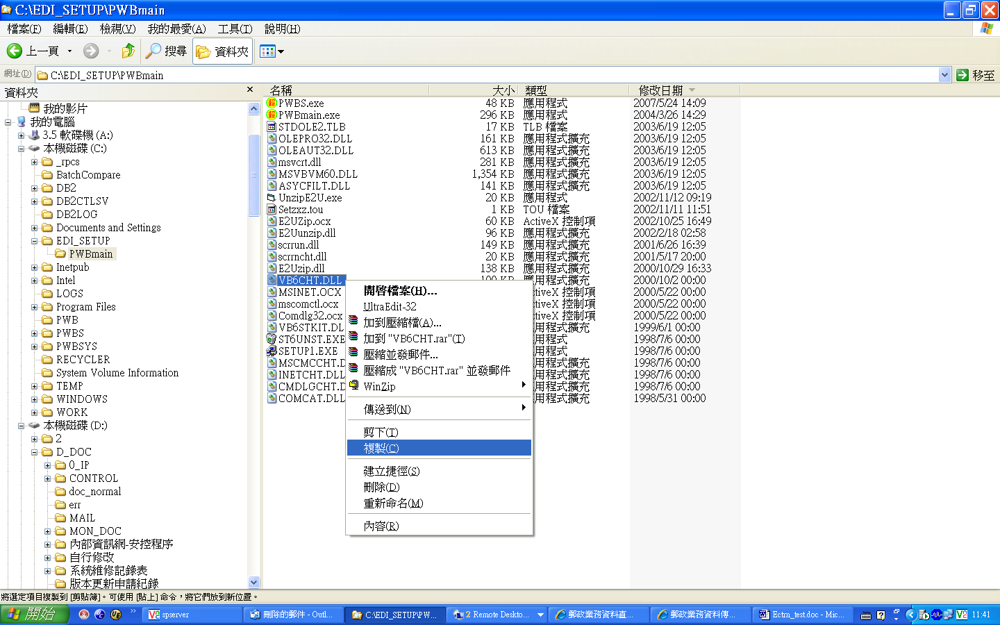 C:\EDI_SETUP\PWBmain
檔案(F) 編輯(E) 檢視(V) 我的最愛(A) 工具(T) 說明(H)
上一頁 搜尋 資料夾
網址(D) C:\EDI_SETUP\PWBmain 移至
資料夾
我的影片
我的電腦
3.5 軟碟機 (A:)
本機磁碟 (C:)
_rpcs
BatchCompare
DB2
DB2CTLSV
DB2LOG
Documents and Settings
EDI_SETUP
PWBmain
Inetpub
Intel
LOGS
Program Files
PWB
PWBS
PWBSYS
RECYCLER
System Volume Information
TEMP
WINDOWS
WORK
本機磁碟 (D:)
2
D_DOC
0_IP
CONTROL
doc_normal
err
MAIL
MON_DOC
內部資訊網-安控程序
自行修改
系統維修記錄表
版本更新申請紀錄
名稱 大小 類型 修改日期
PWBS.exe 48 KB 應用程式 2007/5/24 14:09
PWBmain.exe 296 KB 應用程式 2004/3/26 14:29
STDOLE2.TLB 17 KB TLB 檔案 2003/6/19 12:05
OLEPRO32.DLL 161 KB 應用程式擴充 2003/6/19 12:05
OLEAUT32.DLL 613 KB 應用程式擴充 2003/6/19 12:05
msvcrt.dll 281 KB 應用程式擴充 2003/6/19 12:05
MSVBVM60.DLL 1,354 KB 應用程式擴充 2003/6/19 12:05
ASYCFILT.DLL 141 KB 應用程式擴充 2003/6/19 12:05
UnzipE2U.exe 20 KB 應用程式 2002/11/12 09:19
Setzxz.tou 1 KB TOU 檔案 2002/11/11 11:51
E2UZip.ocx 60 KB ActiveX 控制項 2002/10/25 16:49
E2Uunzip.dll 96 KB 應用程式擴充 2002/2/18 02:58
scrrun.dll 149 KB 應用程式擴充 2001/6/26 16:39
scrrncht.dll 20 KB 應用程式擴充 2001/5/17 20:00
E2Uzip.dll 138 KB 應用程式擴充 2000/10/29 16:33
VB6CHT.DLL 100 KB 應用程式擴充 2000/10/2 00:00
MSINET.OCX ctiveX 控制項 2000/5/22 00:00
mscomctl.ocx ctiveX 控制項 2000/5/22 00:00
Comdlg32.ocx ctiveX 控制項 2000/5/22 00:00
VB6STKIT.DL 用程式擴充 1999/6/1 00:00
ST6UNST.EXE 用程式 1998/7/6 00:00
SETUP1.EXE 用程式 1998/7/6 00:00
MSCMCCHT.D 用程式擴充 1998/7/6 00:00
INETCHT.DLL 用程式擴充 1998/7/6 00:00
CMDLGCHT.D 用程式擴充 1998/7/6 00:00
COMCAT.DLL 用程式擴充 1998/5/31 00:00
開啟檔案(H)...
UltraEdit-32
加到壓縮檔(A)...
加到 "VB6CHT.rar"(T)
壓縮並發郵件...
壓縮成 "VB6CHT.rar" 並發郵件
WinZip
傳送到(N)
剪下(T)
複製(C)
建立捷徑(S)
刪除(D)
重新命名(M)
內容(R)
將選定項目複製到 [剪貼簿]。可使用 [貼上] 命令，將它們放到新位置。
開始 spserver 刪除的郵件 - Outl... C:\EDI_SETUP\PW... 2 Remote Deskto... 郵政業務資料直... 郵政業務資料傳... Ectm_test.doc - Mic... 11:41